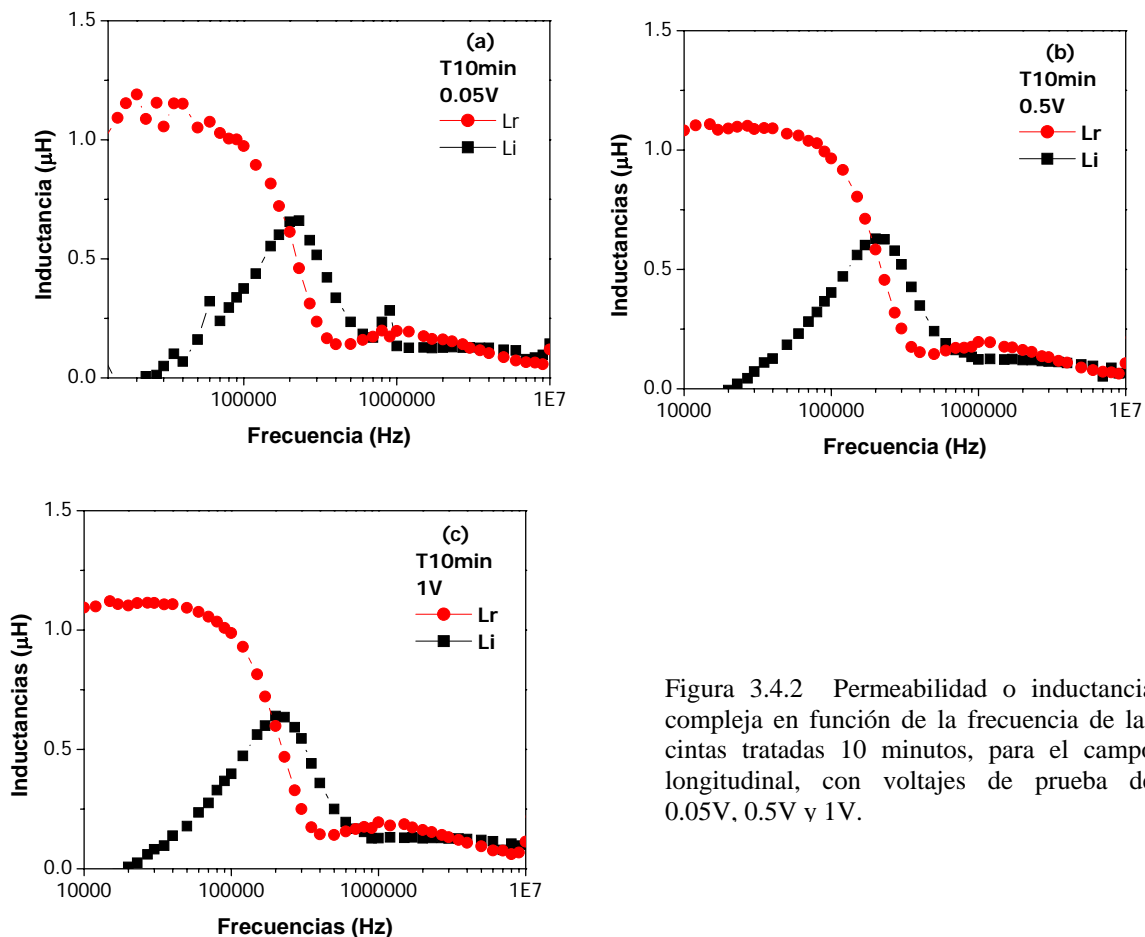 1.5
1.0
0.5
0.0
100000
1000000
1E7
Inductancia (μH)
Frecuencia (Hz)
(a)
T10min
0.05V
Lr
Li
1.5
1.0
0.5
0.0
10000
100000
1000000
1E7
Inductancias (μH)
Frecuencia (Hz)
(b)
T10min
0.5V
Lr
Li
1.5
1.0
0.5
0.0
10000
100000
1000000
1E7
Inductancias (μH)
Frecuencias (Hz)
(c)
T10min
1V
Lr
Li
Figura 3.4.2 Permeabilidad o inductancia
compleja en función de la frecuencia de la
cintas tratadas 10 minutos, para el campo
longitudinal, con voltajes de prueba de
0.05V, 0.5V y 1V.